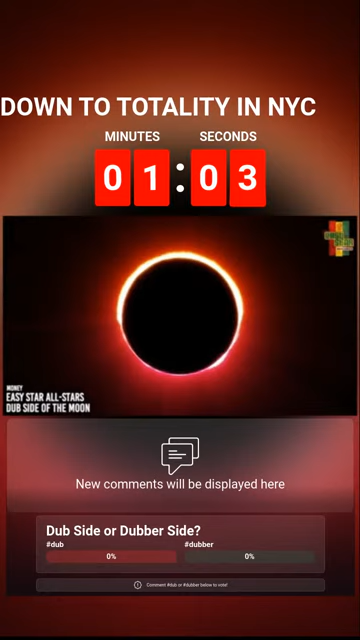 DOWN TO TOTALITY IN NYC
MINUTES SECONDS
01:03
MONEY
EASY STAR ALL-STARS
DUB SIDE OF THE MOON
New comments will be displayed here
Dub Side or Dubber Side?
#dub #dubber
0% 0%
Comment #dub or #dubber below to vote!